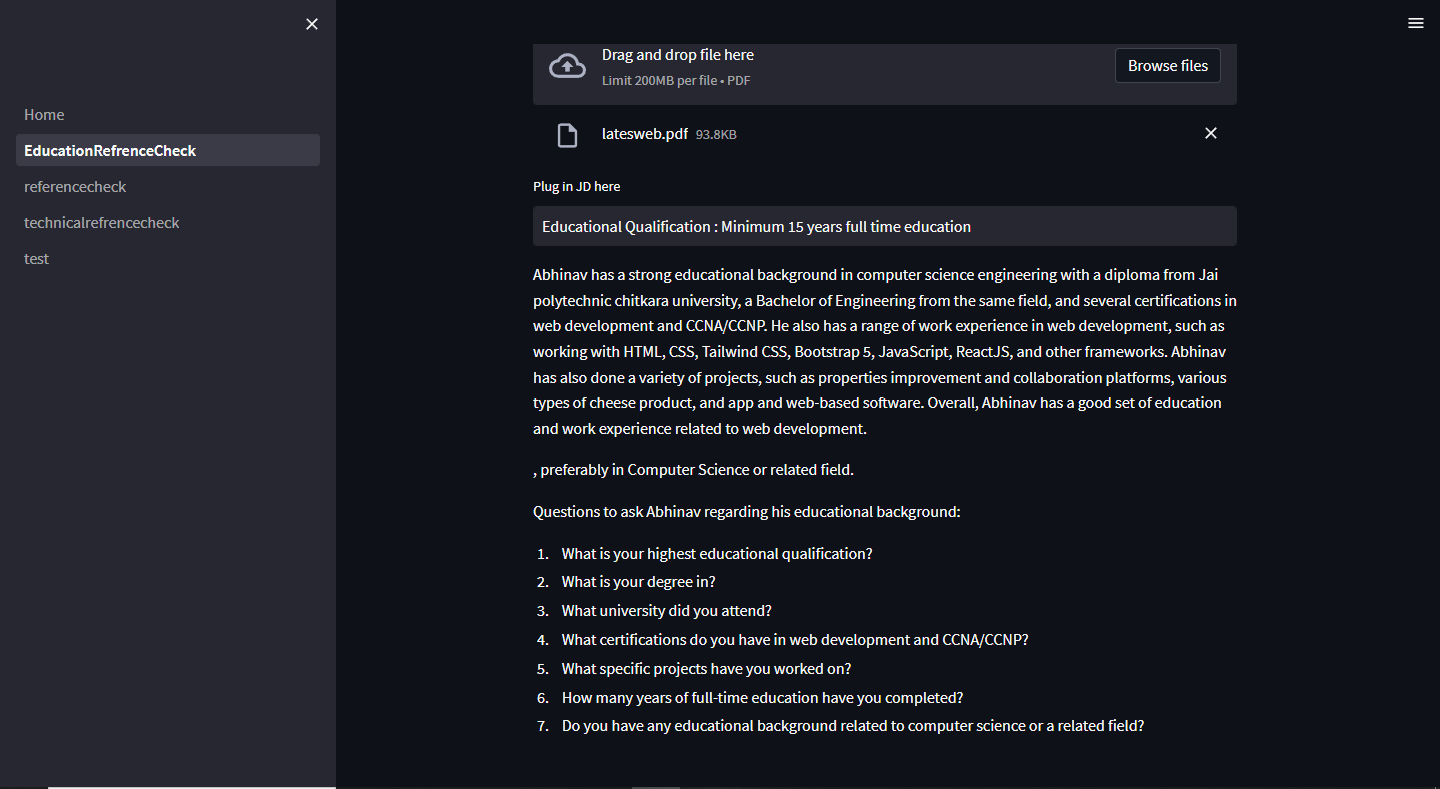 Home
EducationRefrenceCheck
referencecheck
technicalrefrencecheck
test
Drag and drop file here
Limit 200MB per file • PDF
Browse files
latesweb.pdf 93.8KB
Plug in JD here
Educational Qualification : Minimum 15 years full time education
Abhinav has a strong educational background in computer science engineering with a diploma from Jai
polytechnic chitkara university, a Bachelor of Engineering from the same field, and several certifications in
web development and CCNA/CCNP. He also has a range of work experience in web development, such as
working with HTML, CSS, Tailwind CSS, Bootstrap 5, JavaScript, ReactJS, and other frameworks. Abhinav
has also done a variety of projects, such as properties improvement and collaboration platforms, various
types of cheese product, and app and web-based software. Overall, Abhinav has a good set of education
and work experience related to web development.
, preferably in Computer Science or related field.
Questions to ask Abhinav regarding his educational background:
1. What is your highest educational qualification?
2. What is your degree in?
3. What university did you attend?
4. What certifications do you have in web development and CCNA/CCNP?
5. What specific projects have you worked on?
6. How many years of full-time education have you completed?
7. Do you have any educational background related to computer science or a related field?